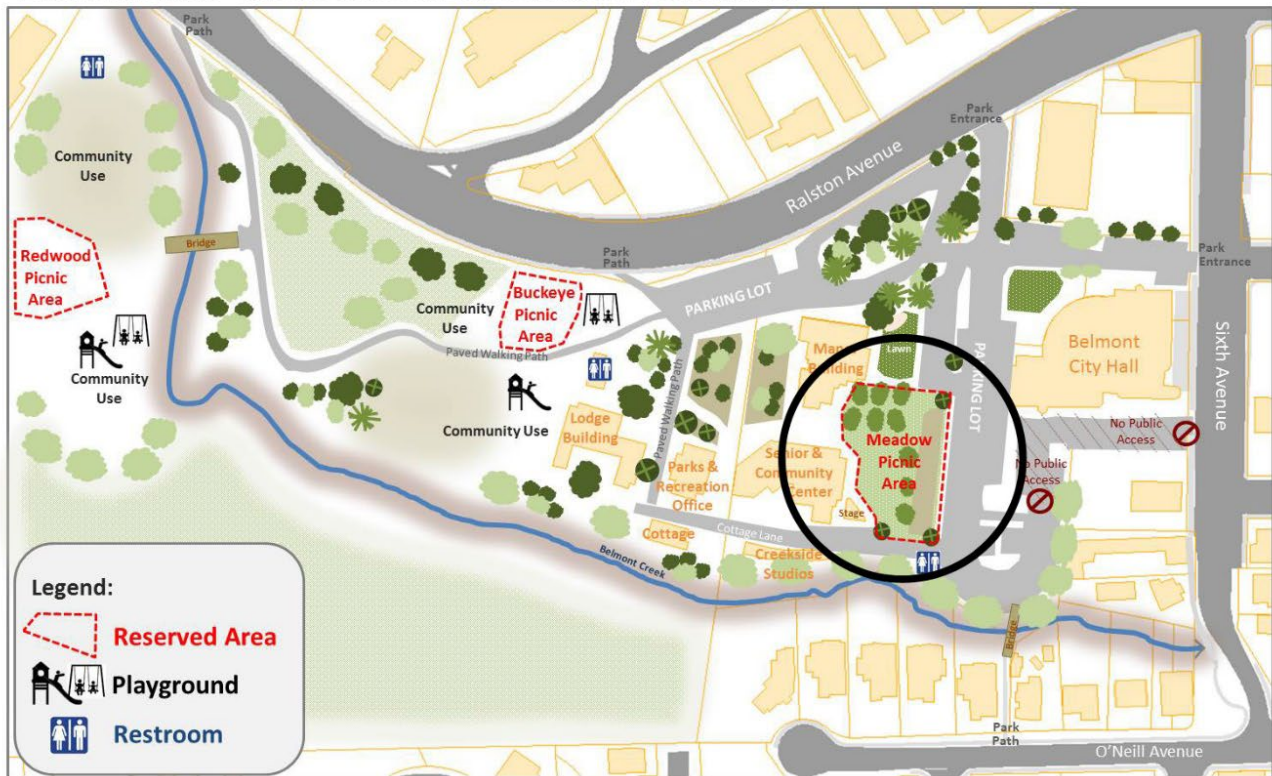 Park
Path
Park
Entrance
Community
Use
Ralston Avenue
Redwood
Picnic
Area
Bridge
Park
Path
Park
Entrance
Buckeye
Picnic
Area
Community
Use
PARKING LOT
Paved Walking Path
Lawn
Manor
Building
PARKING LOT
Belmont
City Hall
Sixth Avenue
Community
Use
Community Use
Lodge
Building
Paved Walking Path
Meadow
Picnic
Area
No Public
Access
Senior &
Community
Center
Parks &
Recreation
Office
No Public
Access
Stage
Cottage
Cottage Lane
Creekside
Studios
Belmont Creek
Bridge
Park
Path
O'Neill Avenue
Legend:
Reserved Area
Playground
Restroom